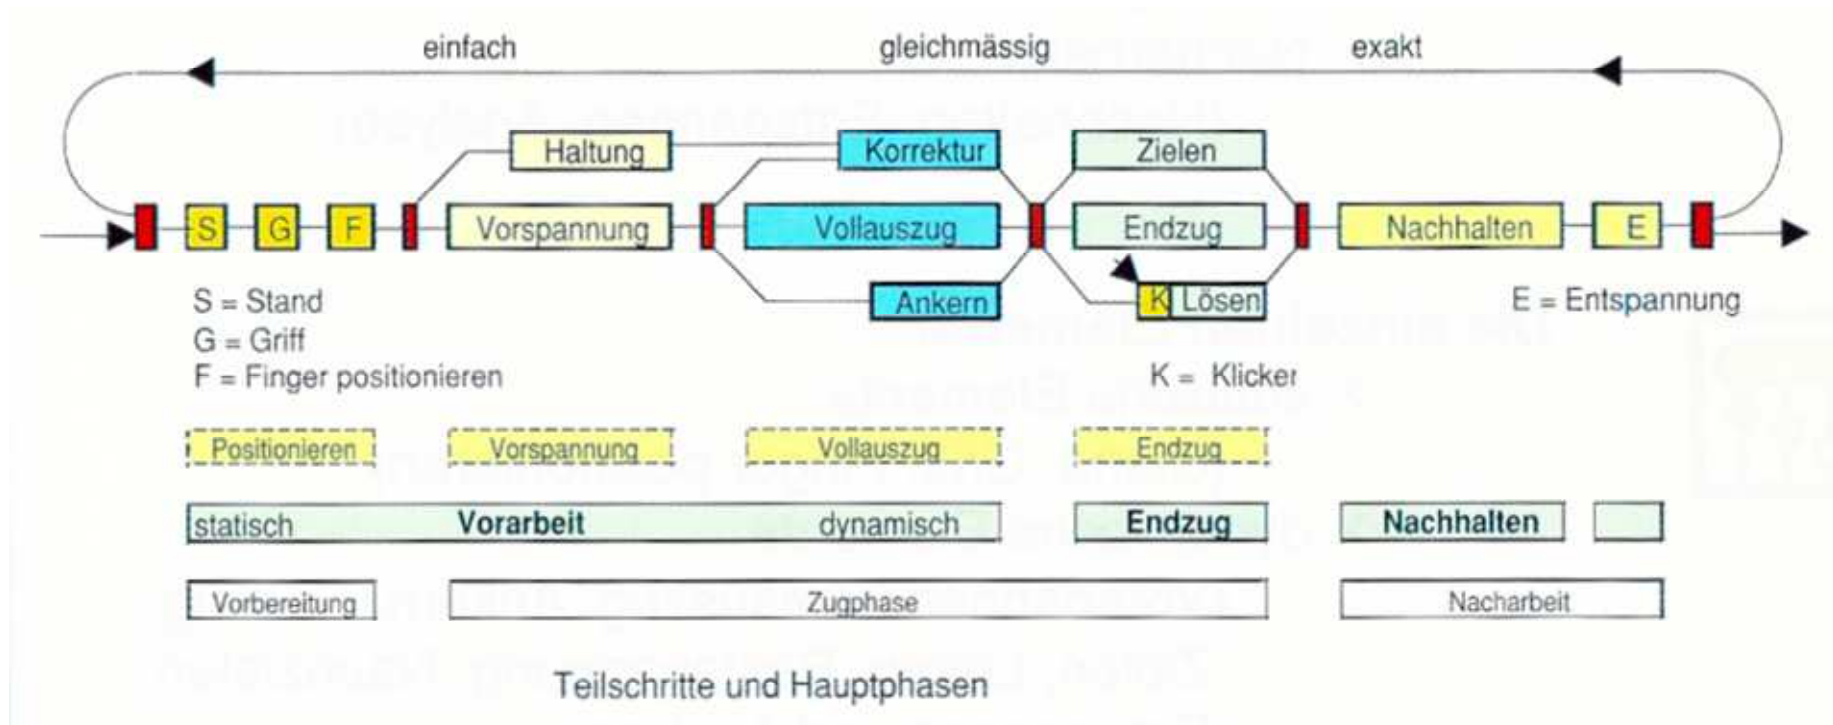 einfach gleichmässig exakt
Haltung Korrektur Zielen
S G F Vorspannung Vollauszug Endzug Nachhalten E
Ankern K Lösen
S = Stand E = Entspannung
G = Griff
F = Finger positionieren K = Klicker
Positionieren Vorspannung Vollauszug Endzug
statisch Vorarbeit dynamisch Endzug Nachhalten
Vorbereitung Zugphase Nacharbeit
Teilschritte und Hauptphasen